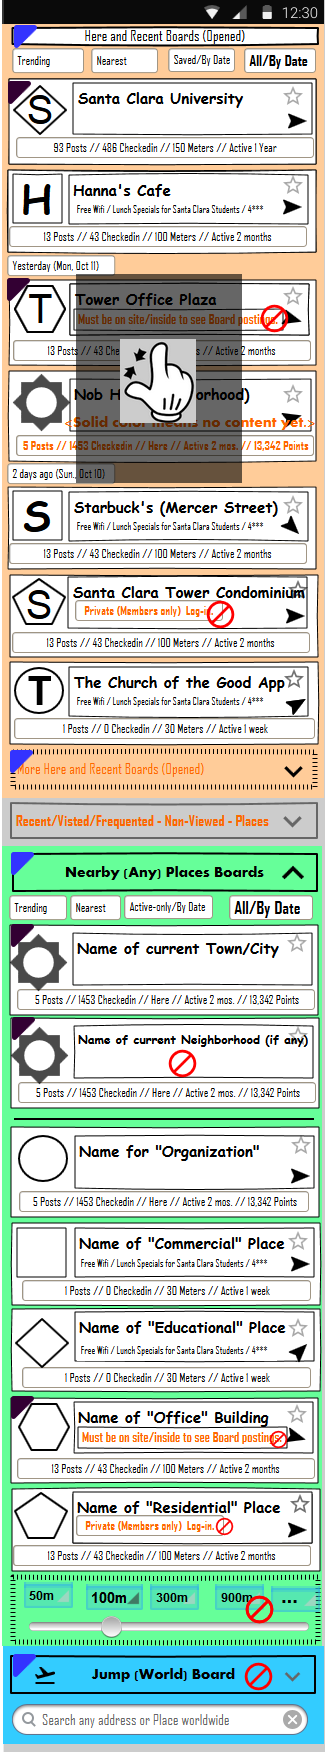 12:30
Here and Recent Boards (Opened)
Trending Nearest Saved/By Date All/By Date
S Santa Clara University
93 Posts // 486 Checkedin // 150 Meters // Active 1 Year
H Hanna's Cafe
Free Wifi / Lunch Specials for Santa Clara Students / 4***
13 Posts // 43 Checkedin // 100 Meters // Active 2 months
Yesterday (Mon, Oct 11)
T Tower Office Plaza
Must be on site/inside to see Board postings.
13 Posts // 43 Active 2 months
Nob
<Solid color means no content yet.>
5 Posts // 1453 Checkedin // Here // Active 2 mos. // 13,342 Points
2 days ago (Sun., Oct 10)
S Starbuck's (Mercer Street)
Free Wifi / Lunch Specials for Santa Clara Students / 4***
13 Posts // 43 Checkedin // 100 Meters // Active 2 months
S Santa Clara Tower Condominium
Private (Members only) Log-in.
13 Posts // 43 Checkedin // 100 Meters // Active 2 months
T The Church of the Good App
Free Wifi / Lunch Specials for Santa Clara Students / 4***
1 Posts // 0 Checkedin // 30 Meters // Active 1 week
More Here and Recent Boards (Opened)
Recent/Visted/Frequented - Non-Viewed - Places
Nearby (Any) Places Boards
Trending Nearest Active-only/By Date All/By Date
Name of current Town/City
5 Posts // 1453 Checkedin // Here // Active 2 mos. // 13,342 Points
Name of current Neighborhood (if any)
5 Posts // 1453 Checkedin // Here // Active 2 mos. // 13,342 Points
Name for "Organization"
5 Posts // 1453 Checkedin // Here // Active 2 mos. // 13,342 Points
Name of "Commercial" Place
Free Wifi / Lunch Specials for Santa Clara Students / 4***
1 Posts // 0 Checkedin // 30 Meters // Active 1 week
Name of "Educational" Place
Free Wifi / Lunch Specials for Santa Clara Students / 4***
1 Posts // 0 Checkedin // 30 Meters // Active 1 week
Name of "Office" Building
Must be on site/inside to see Board postings.
13 Posts // 43 Checkedin // 100 Meters // Active 2 months
Name of "Residential" Place
Private (Members only) Log-in.
13 Posts // 43 Checkedin // 100 Meters // Active 2 months
50m 100m 300m 900m ...
Jump (World) Board
Search any address or Place worldwide